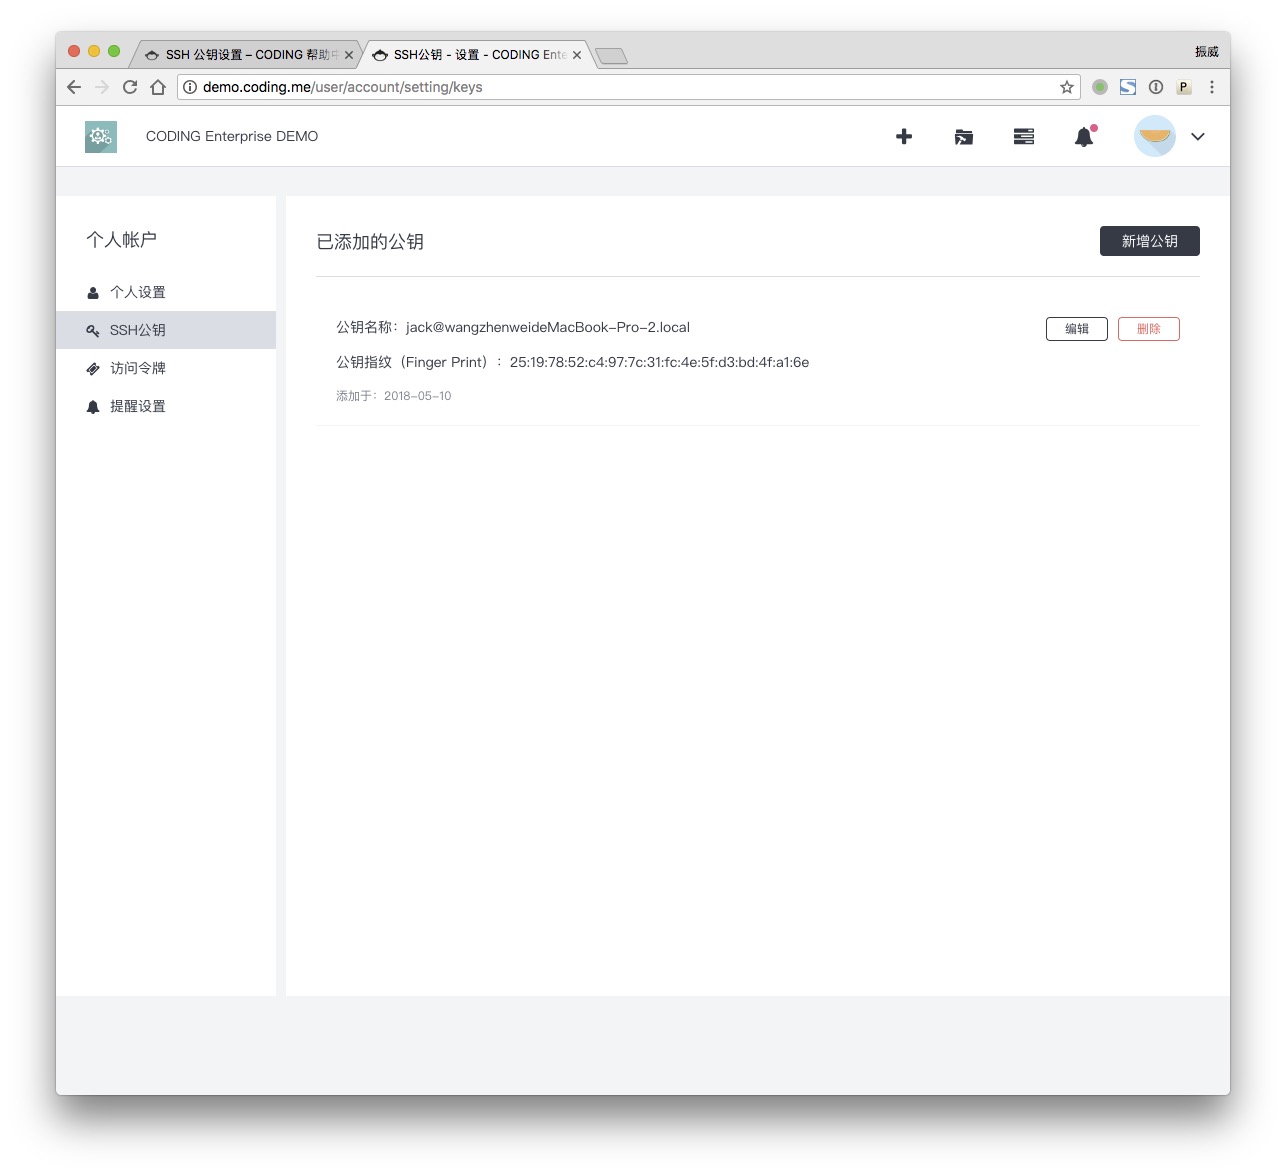 SSH 公钥设置 – CODING 帮助中
SSH公钥 - 设置 - CODING Ente
振威
demo.coding.me/user/account/setting/keys
P
CODING Enterprise DEMO
个人帐户
个人设置
SSH公钥
访问令牌
提醒设置
已添加的公钥
新增公钥
公钥名称：jack@wangzhenweideMacBook-Pro-2.local
编辑
删除
公钥指纹（Finger Print）：25:19:78:52:c4:97:7c:31:fc:4e:5f:d3:bd:4f:a1:6e
添加于：2018-05-10